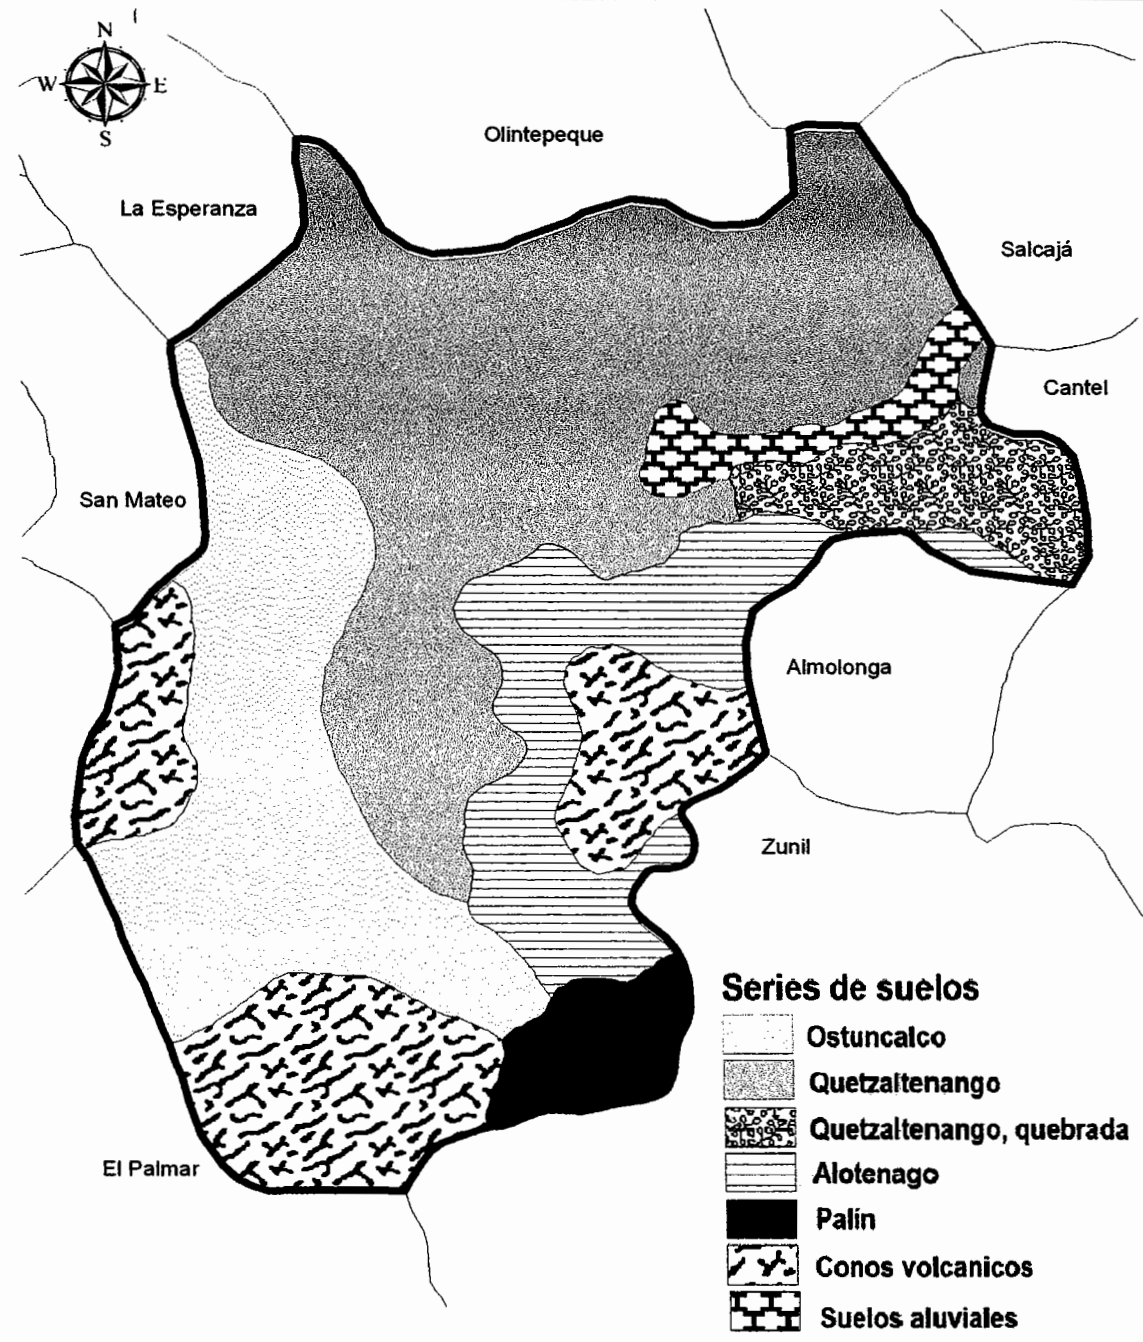 N
W E
S
Olintepeque
La Esperanza
Salcajá
Cantel
San Mateo
Almolonga
Zunil
El Palmar
Series de suelos
Ostuncalco
Quetzaltenango
Quetzaltenango, quebrada
Alotenago
Palín
Conos volcanicos
Suelos aluviales